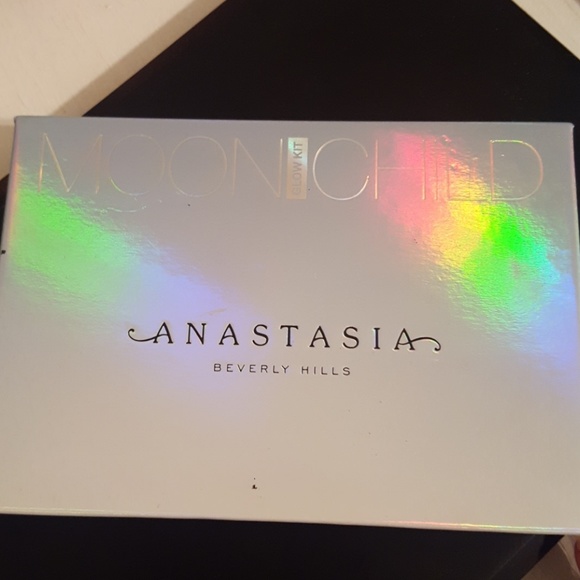 MOON GLOW KIT CHILD
ANASTASIA
BEVERLY HILLS